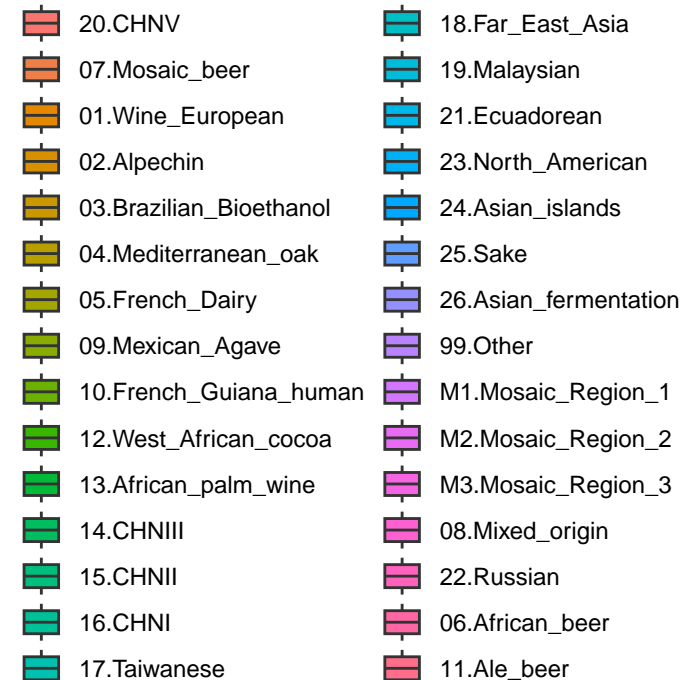 20.CHNV
07.Mosaic_beer
01.Wine_European
02.Alpechin
03.Brazilian_Bioethanol
04.Mediterranean_oak
05.French_Dairy
09.Mexican_Agave
10.French_Guiana_human
12.West_African_cocoa
13.African_palm_wine
14.CHNIII
15.CHNII
16.CHNI
17.Taiwanese
18.Far_East_Asia
19.Malaysian
21.Ecuadorean
23.North_American
24.Asian_islands
25.Sake
26.Asian_fermentation
99.Other
M1.Mosaic_Region_1
M2.Mosaic_Region_2
M3.Mosaic_Region_3
08.Mixed_origin
22.Russian
06.African_beer
11.Ale_beer